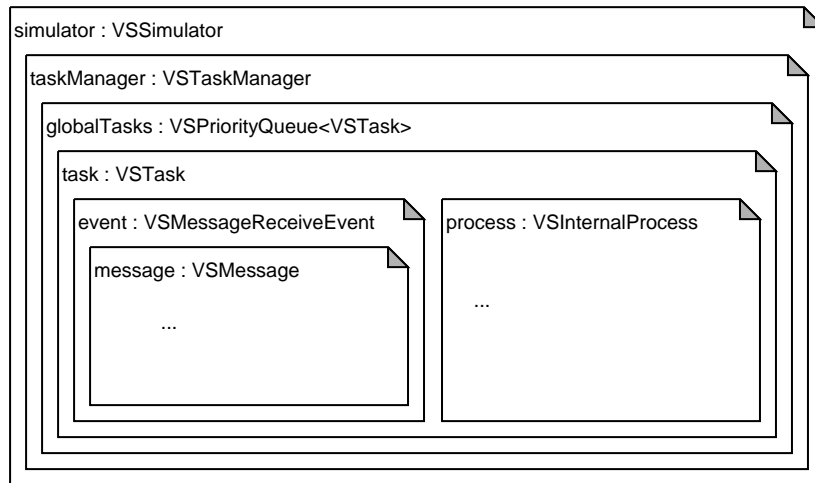 simulator : VSSimulator
taskManager : VSTaskManager
globalTasks : VSPriorityQueue<VSTask>
task : VSTask
event : VSMessageReceiveEvent
process : VSInternalProcess
message : VSMessage
...
...